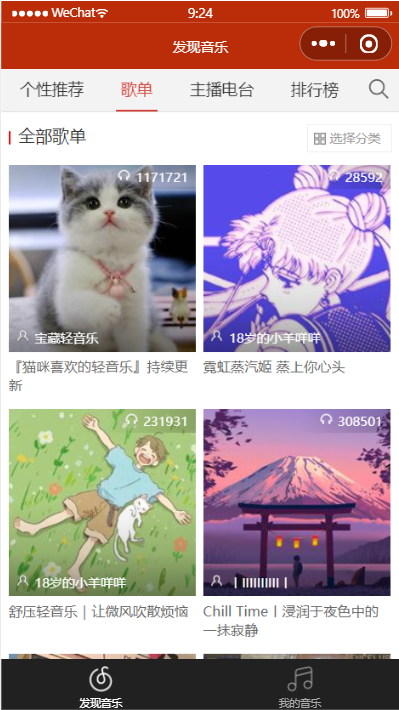 WeChat 9:24 100%
发现音乐
个性推荐 歌单 主播电台 排行榜
全部歌单 选择分类
1171721
宝藏轻音乐
『猫咪喜欢的轻音乐』持续更
新
28592
18岁的小羊咩咩
霓虹蒸汽姬 蒸上你心头
231931
18岁的小羊咩咩
舒压轻音乐｜让微风吹散烦恼
308501
Chill Time丨浸润于夜色中的
一抹寂静
发现音乐 我的音乐